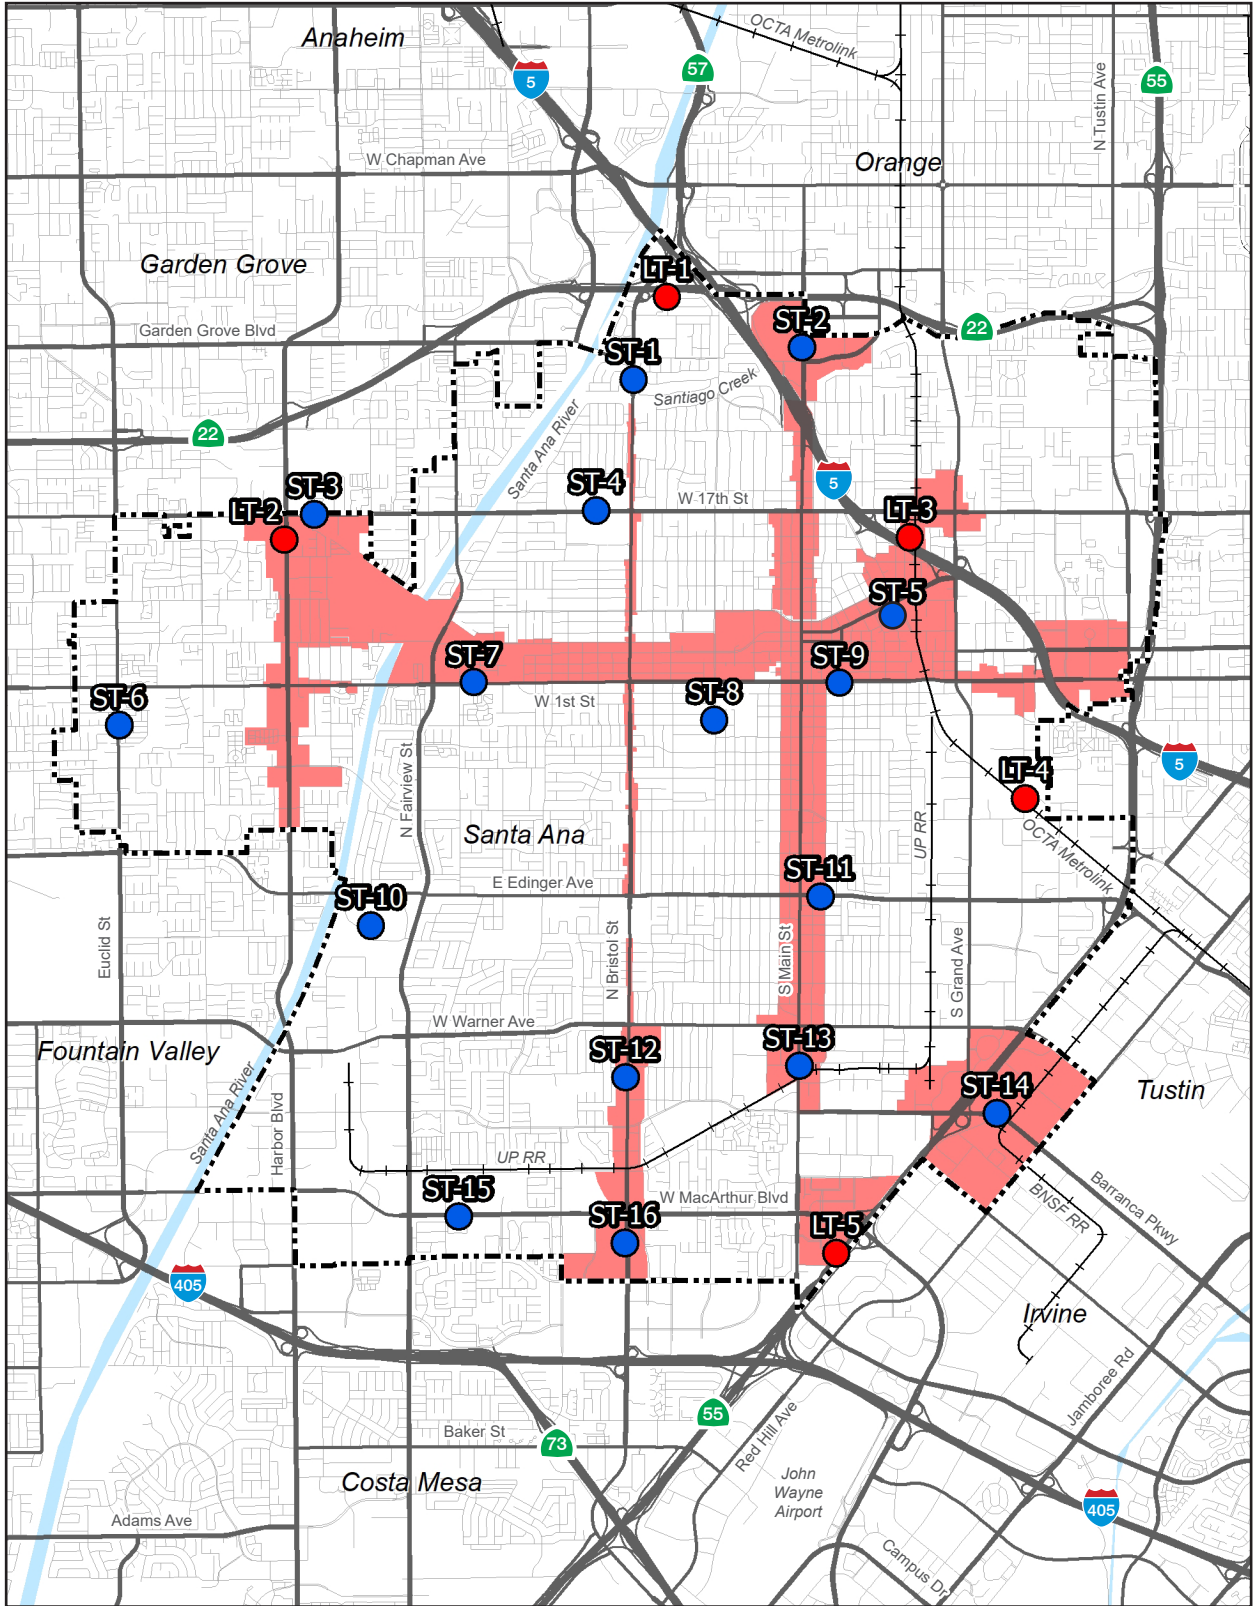 Anaheim
OCTA Metrolink
57
5
N Tustin Ave
55
W Chapman Ave
Orange
Garden Grove
LT-1
Garden Grove Blvd
ST-2
22
ST-1
Santiago Creek
Santa Ana River
22
ST-3
ST-4
5
W 17th St
LT-2
LT-3
ST-5
ST-7
ST-9
ST-6
W 1st St
ST-8
N Fairview St
5
LT-4
Santa Ana
UP RR
OCTA Metrolink
ST-11
E Edinger Ave
ST-10
Euclid St
N Bristol St
S Main St
S Grand Ave
W Warner Ave
Fountain Valley
ST-12
ST-13
ST-14
Tustin
Santa Ana River
Harbor Blvd
UP RR
ST-15
W MacArthur Blvd
BNSF RR
Barranca Pkwy
ST-16
LT-5
405
Irvine
Jamboree Rd
55
Red Hill Ave
Baker St
73
Costa Mesa
John
Wayne
Airport
405
Adams Ave
Campus Dr